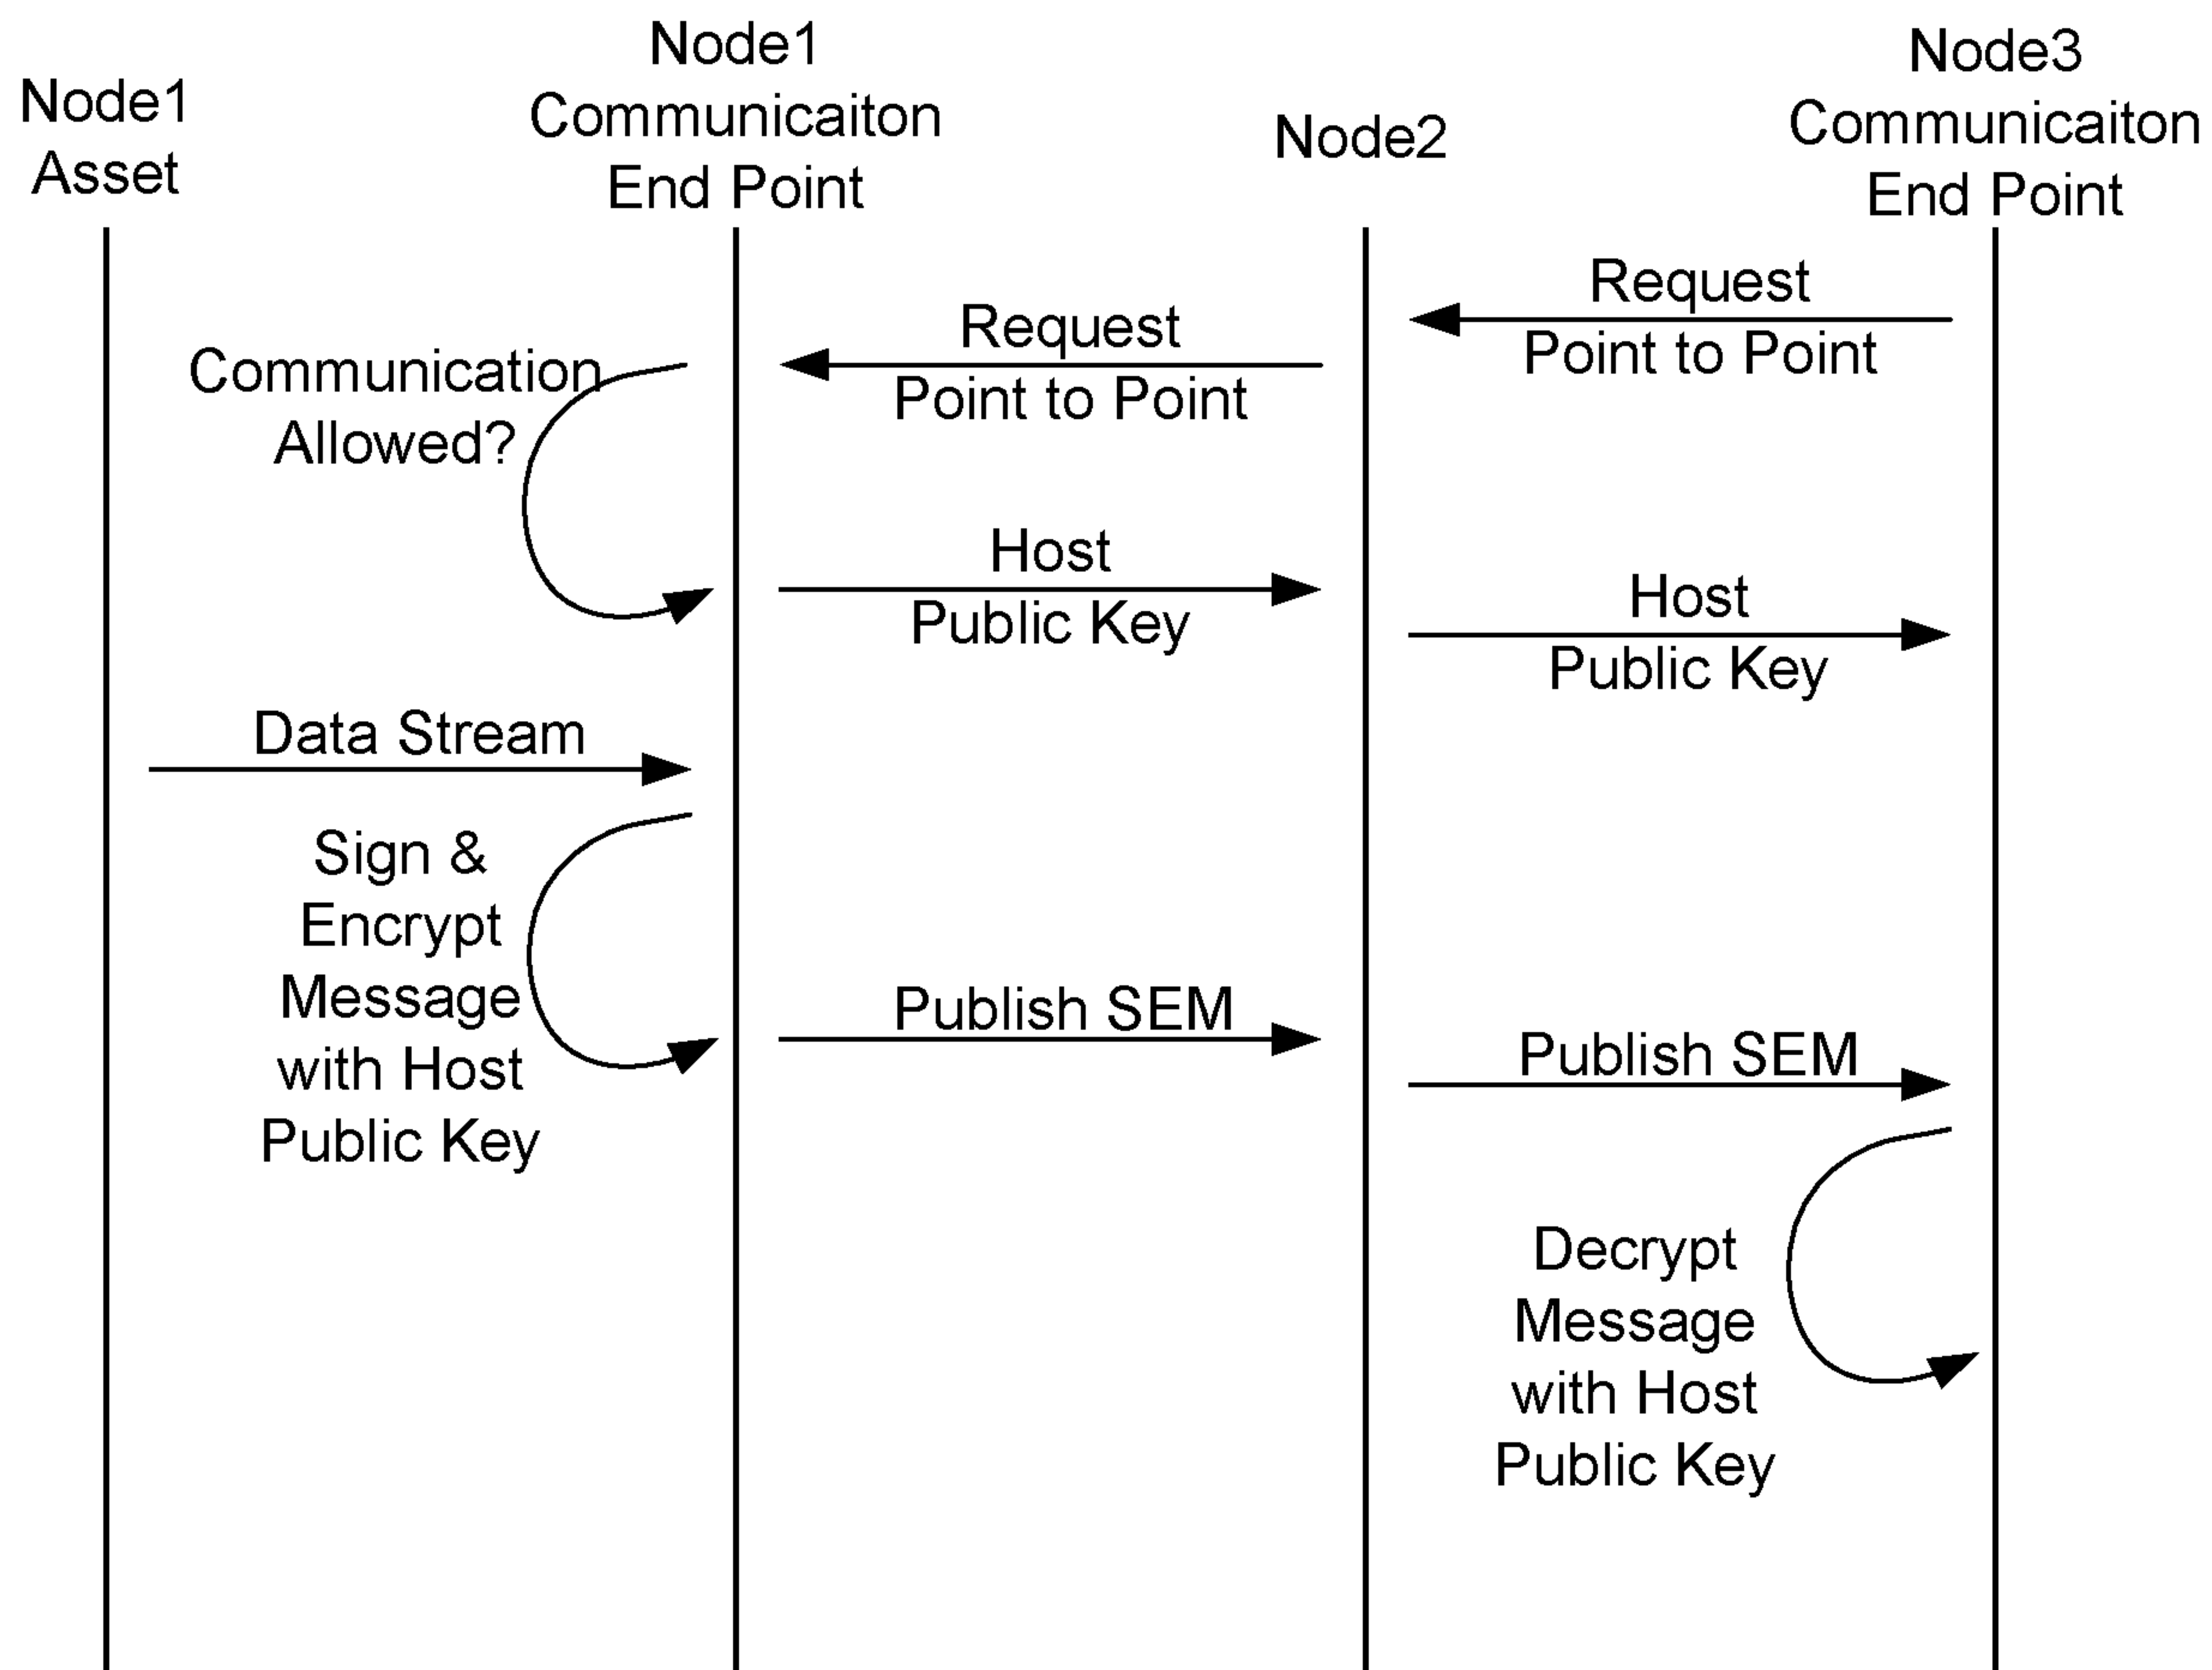 Node1
Asset
Node1
Communicaiton
End Point
Node2
Node3
Communicaiton
End Point
Request
Point to Point
Request
Point to Point
Communication
Allowed?
Host
Public Key
Host
Public Key
Data Stream
Sign &
Encrypt
Message
with Host
Public Key
Publish SEM
Publish SEM
Decrypt
Message
with Host
Public Key